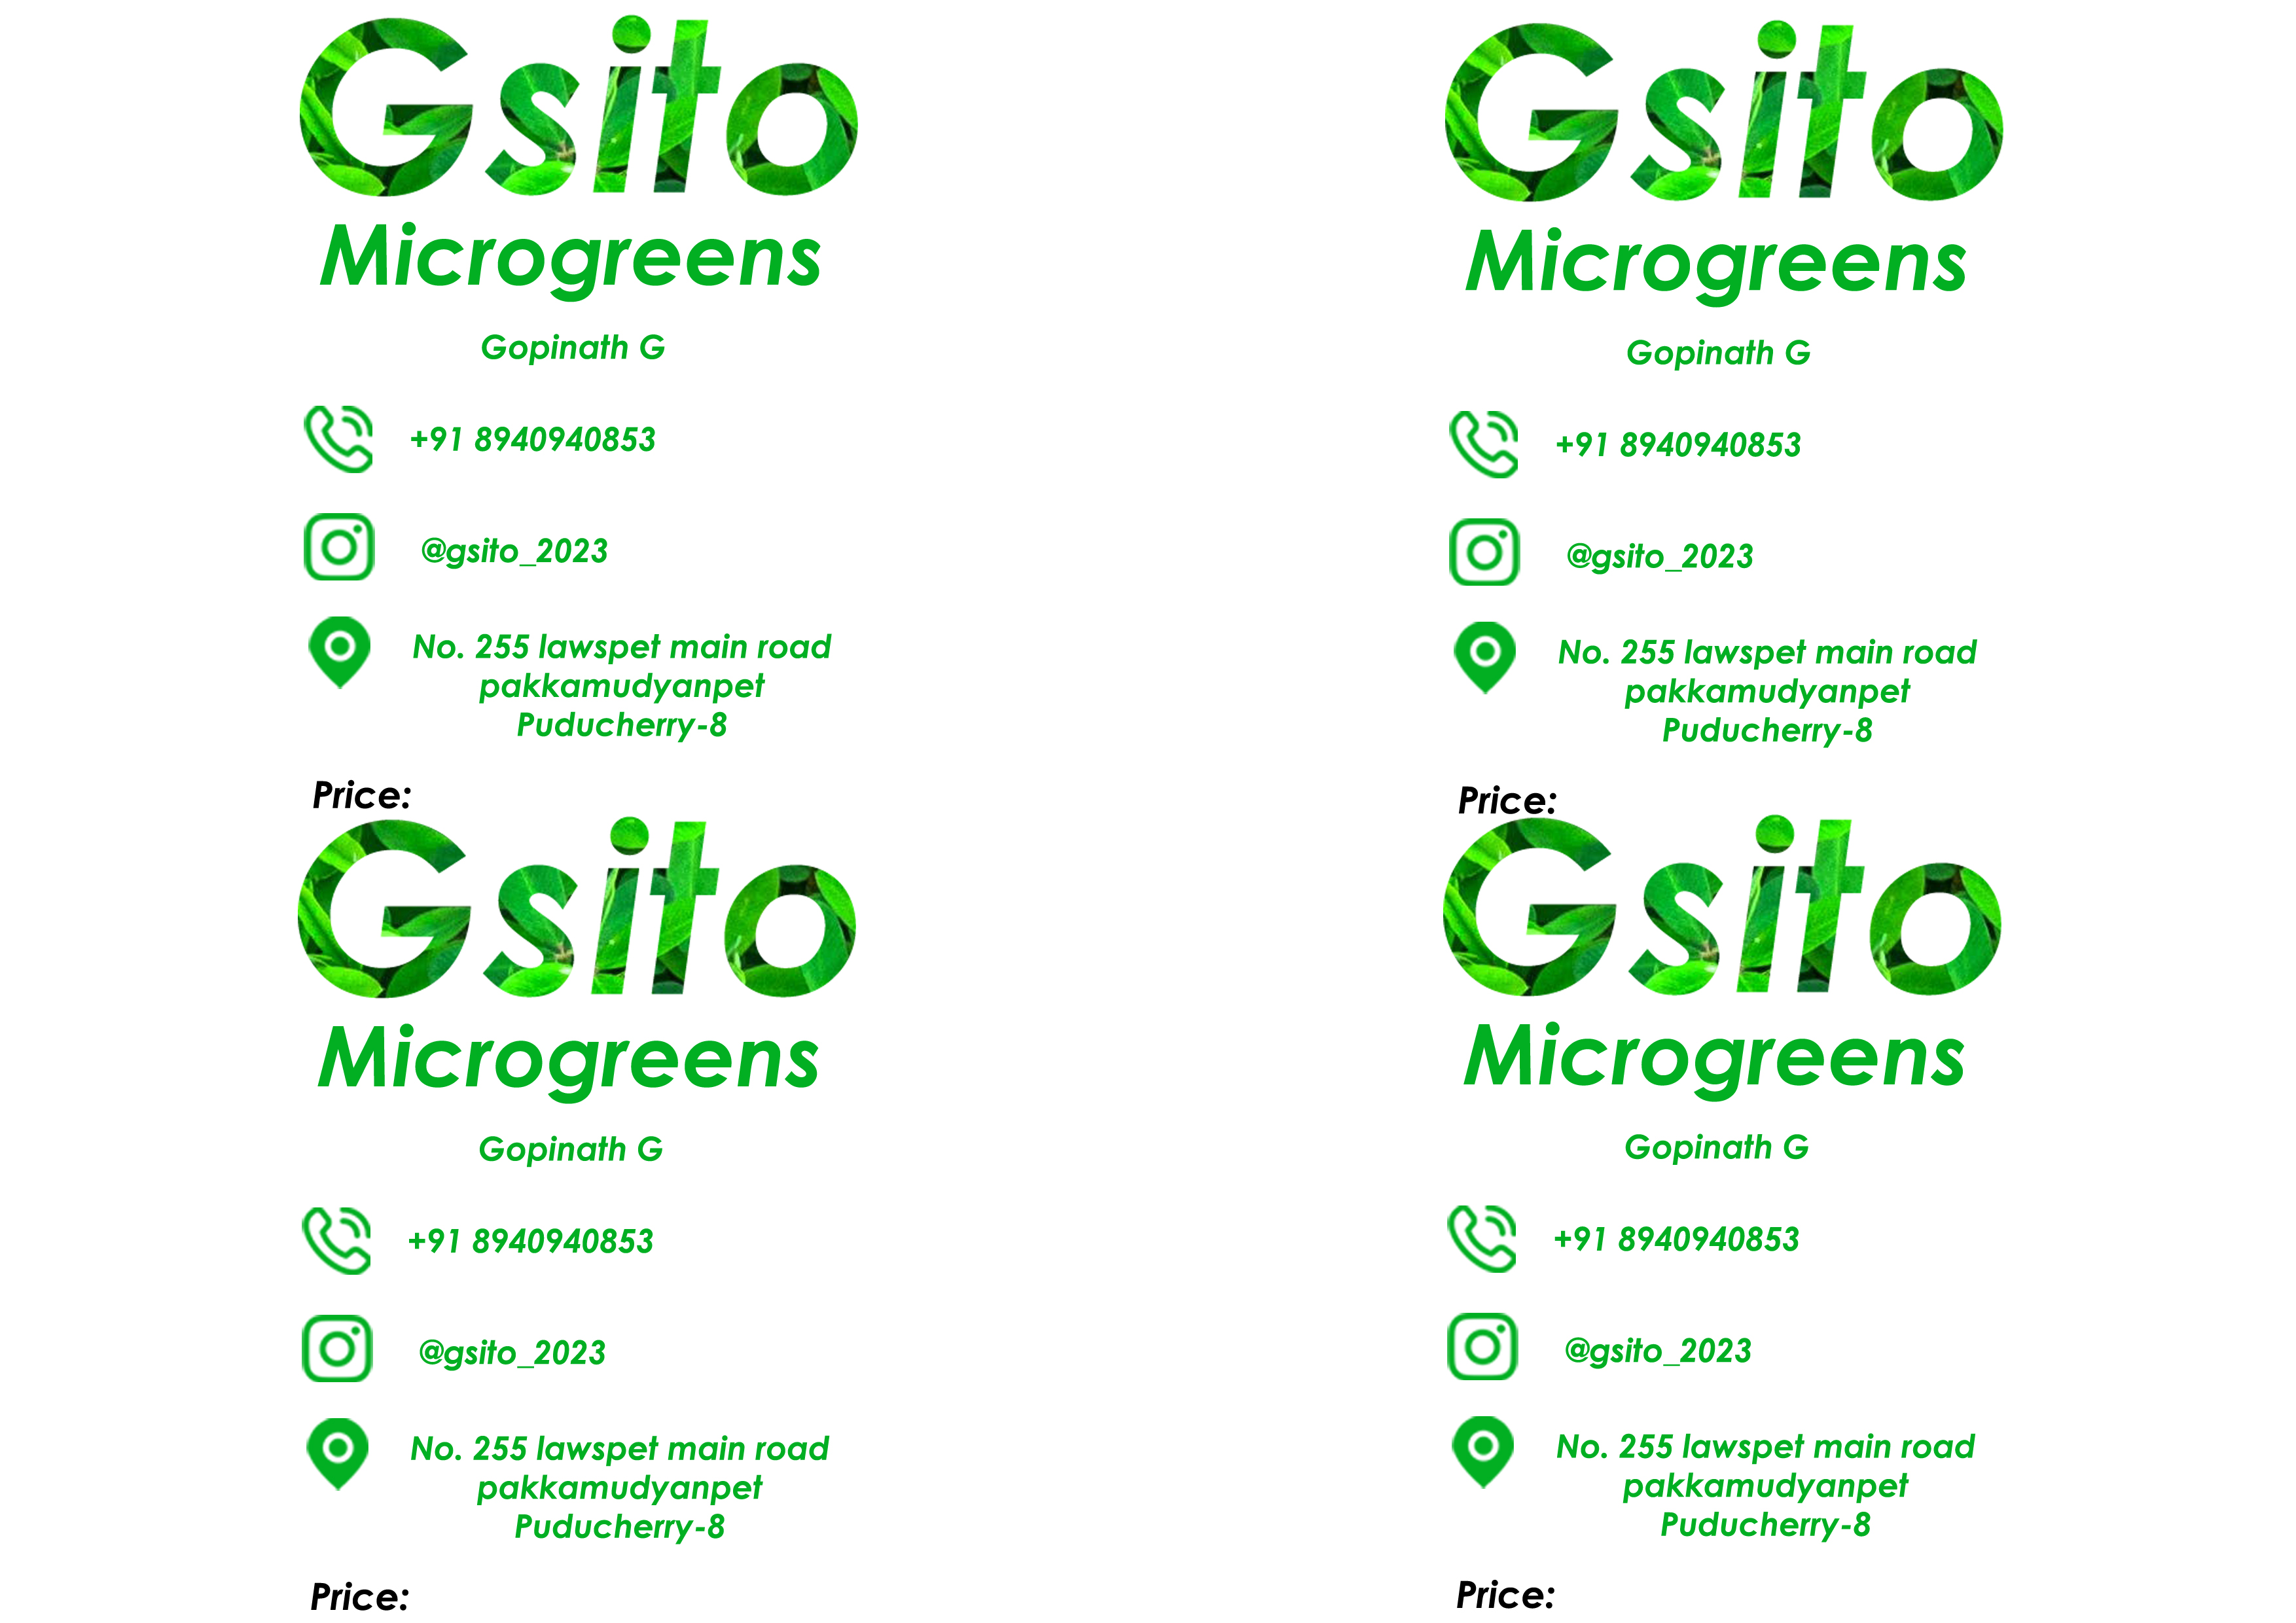 Gsito
Microgreens
Gopinath G
+91 8940940853
@gsito_2023
No. 255 lawspet main road
pakkamudyanpet
Puducherry-8
Price:
Gsito
Microgreens
Gopinath G
+91 8940940853
@gsito_2023
No. 255 lawspet main road
pakkamudyanpet
Puducherry-8
Price:
Gsito
Microgreens
Gopinath G
+91 8940940853
@gsito_2023
No. 255 lawspet main road
pakkamudyanpet
Puducherry-8
Price:
Gsito
Microgreens
Gopinath G
+91 8940940853
@gsito_2023
No. 255 lawspet main road
pakkamudyanpet
Puducherry-8
Price: